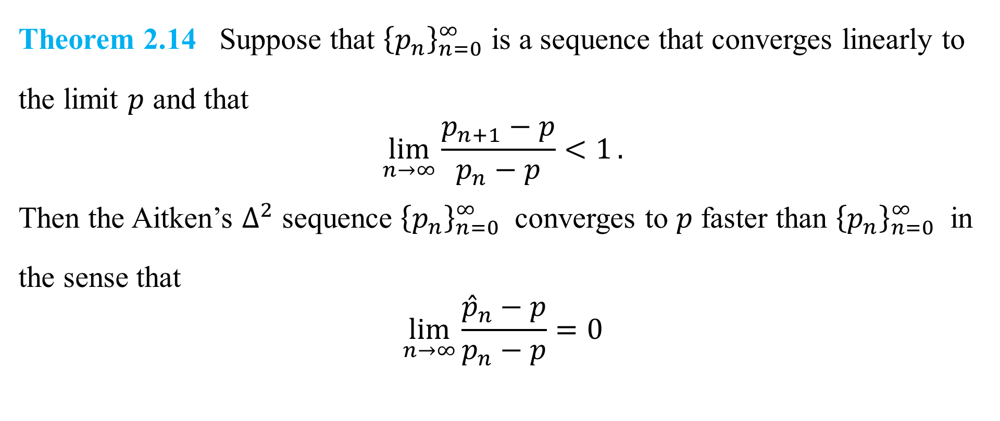 Theorem 2.14 Suppose that $\{p_n\}_{n=0}^{\infty}$ is a sequence that converges linearly to
the limit $p$ and that
$\lim_{n \to \infty} \frac{p_{n+1} - p}{p_n - p} < 1.$
Then the Aitken’s $\Delta^2$ sequence $\{p_n\}_{n=0}^{\infty}$ converges to $p$ faster than $\{p_n\}_{n=0}^{\infty}$ in
the sense that
$\lim_{n \to \infty} \frac{\hat{p}_n - p}{p_n - p} = 0$